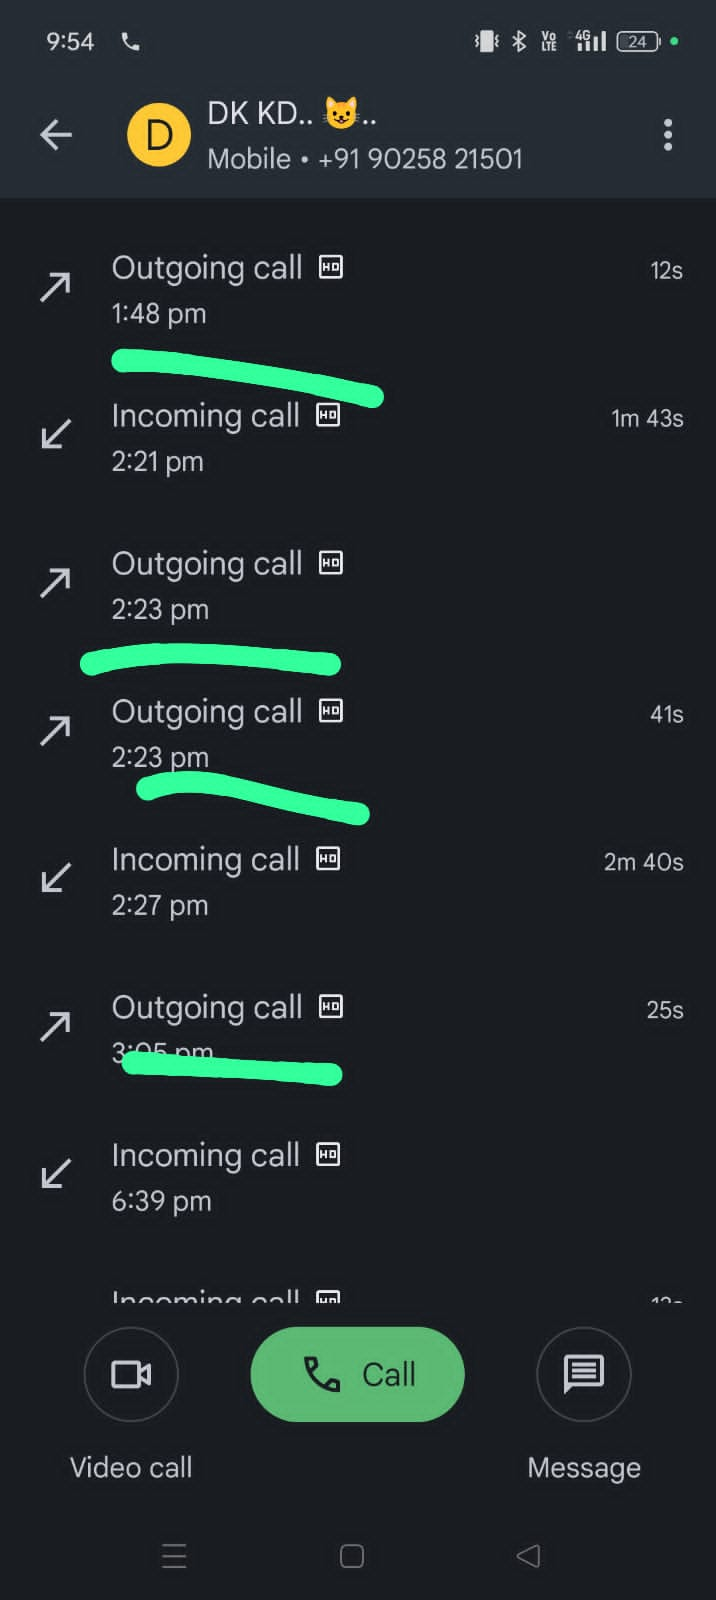 9:54
Vo
LTE
4G
24
D
DK KD.. 😺..
Mobile • +91 90258 21501
Outgoing call HD
12s
1:48 pm
Incoming call HD
1m 43s
2:21 pm
Outgoing call HD
2:23 pm
Outgoing call HD
41s
2:23 pm
Incoming call HD
2m 40s
2:27 pm
Outgoing call HD
25s
3:05 pm
Incoming call HD
6:39 pm
Incoming call HD
Call
Video call
Message